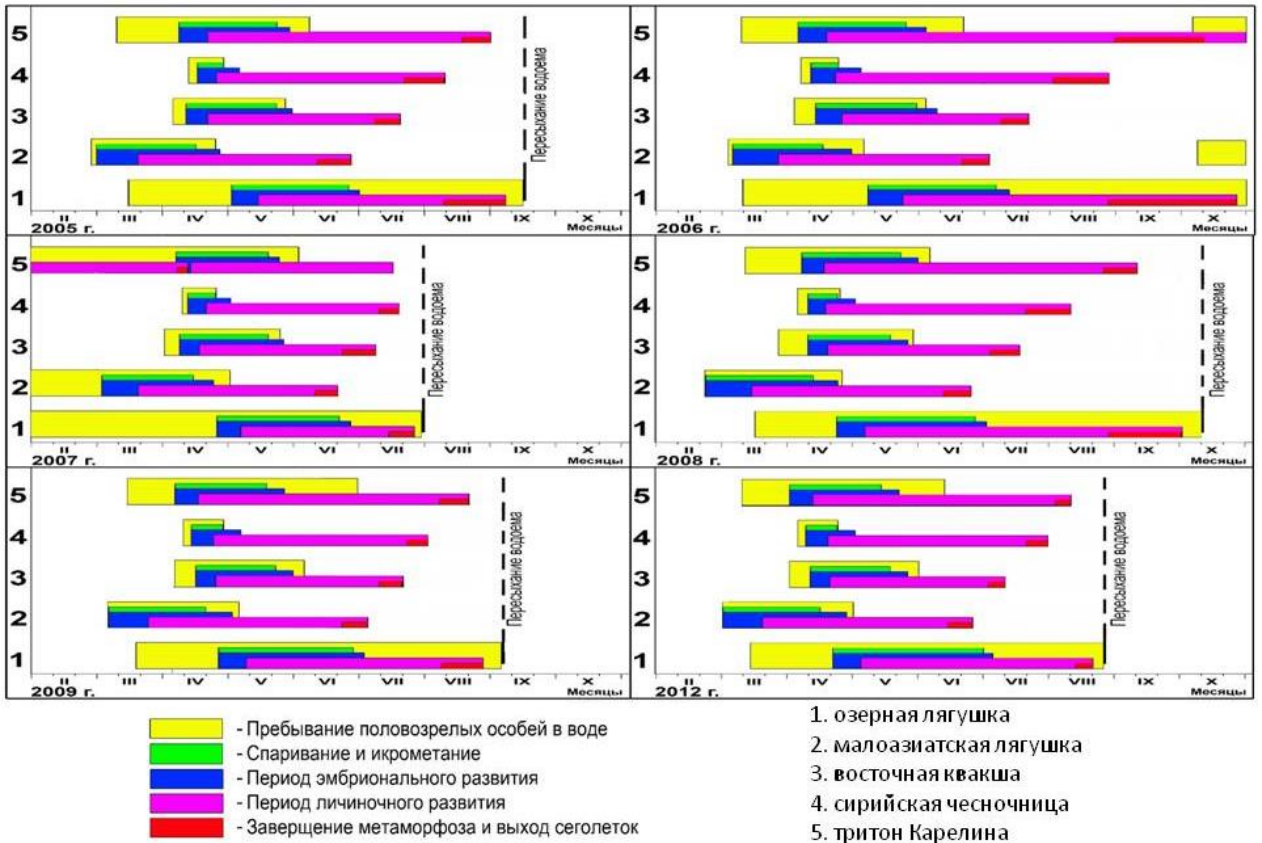 5
4
3
2
1
Пересыхание водоема
II III IV V VI VII VIII IX X
2005 г.
Месяцы
5
4
3
2
1
II III IV V VI VII VIII IX X
2006 г.
Месяцы
5
4
3
2
1
Пересыхание водоема
II III IV V VI VII VIII IX X
2007 г.
Месяцы
5
4
3
2
1
Пересыхание водоема
II III IV V VI VII VIII IX X
2008 г.
Месяцы
5
4
3
2
1
Пересыхание водоема
II III IV V VI VII VIII IX X
2009 г.
Месяцы
5
4
3
2
1
Пересыхание водоема
II III IV V VI VII VIII IX X
2012 г.
Месяцы
- Пребывание половозрелых особей в воде
- Спаривание и икрометание
- Период эмбрионального развития
- Период личиночного развития
- Заверщение метаморфоза и выход сеголеток
1. озерная лягушка
2. малоазиатская лягушка
3. восточная квакша
4. сирийская чесночница
5. тритон Карелина